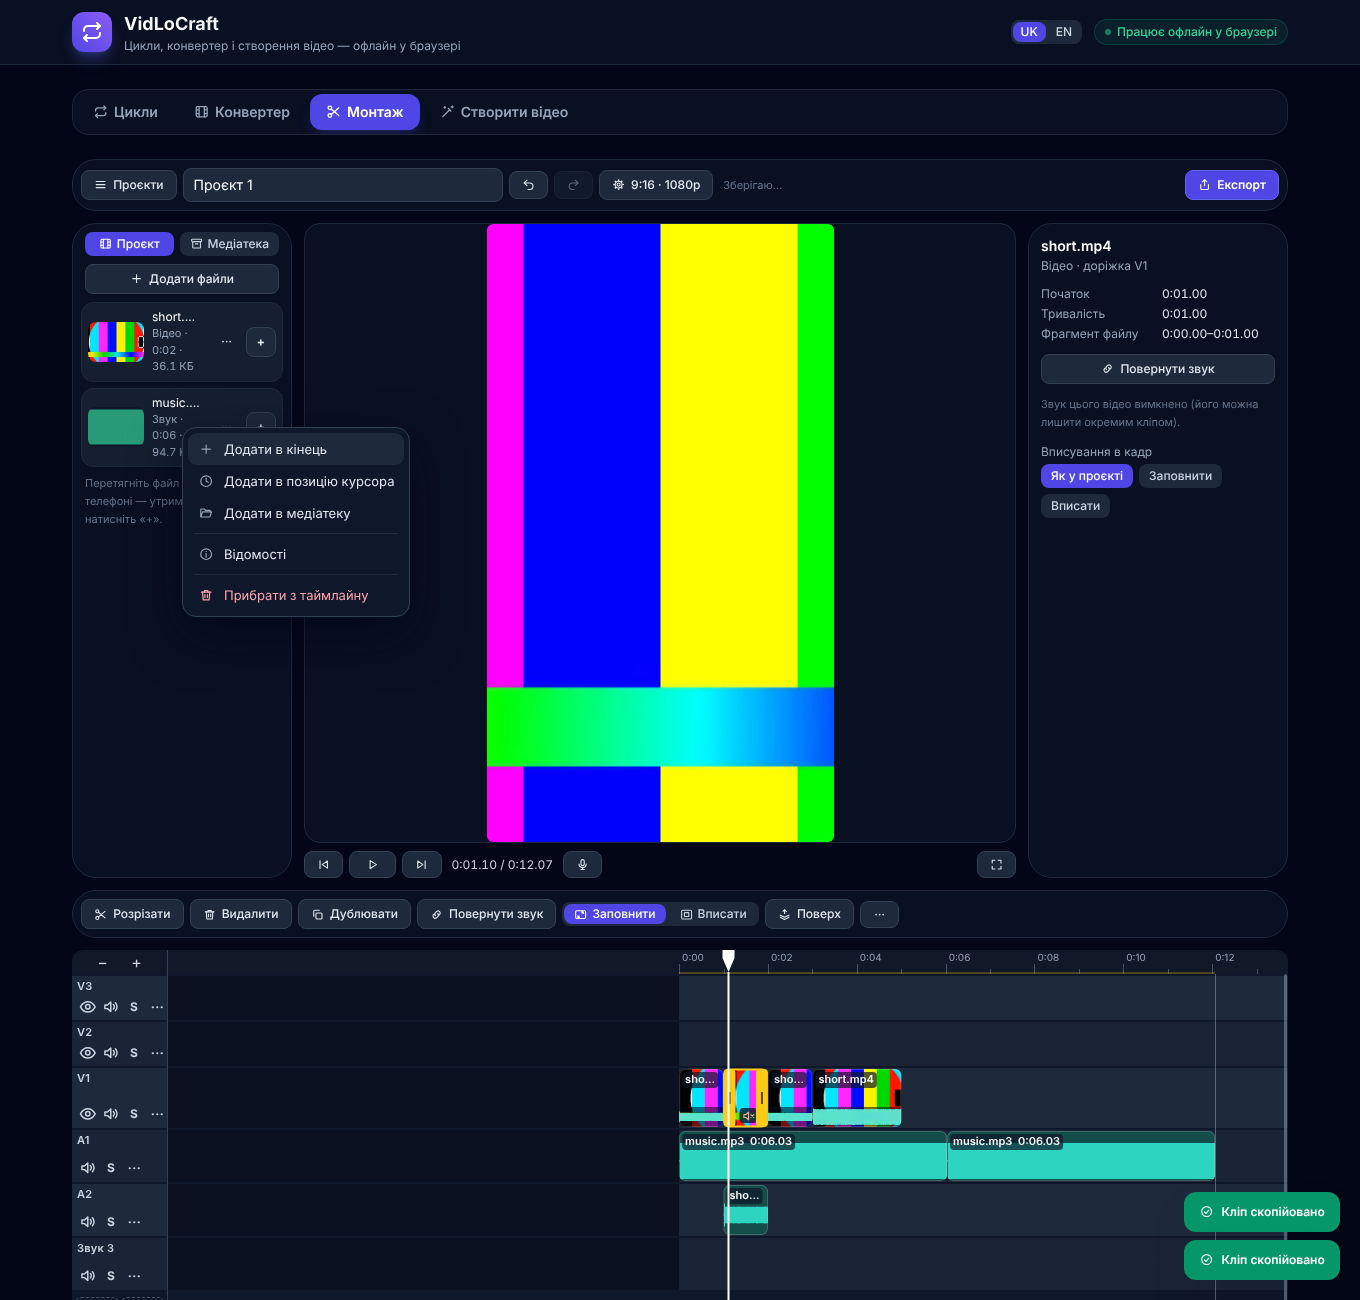 VidLoCraft
Цикли, конвертер і створення відео — офлайн у браузері
UK EN
Працює офлайн у браузері
Цикли Конвертер Монтаж Створити відео
Проєкти Проєкт 1 9:16 · 1080p Зберігаю... Експорт
Проєкт Медіатека
Додати файли
short....
Відео ·
0:02 ·
36.1 КБ
music....
Звук ·
0:06 ·
94.7
Перетягніть файл
телефоні —
натисніть «+».
Додати в кінець
Додати в позицію курсора
Додати в медіатеку
Відомості
Прибрати з таймлайну
short.mp4
Відео · доріжка V1
Початок 0:01.00
Тривалість 0:01.00
Фрагмент файлу 0:00.00–0:01.00
Повернути звук
Звук цього відео вимкнено (його можна
лишити окремим кліпом).
Вписування в кадр
Як у проєкті Заповнити
Вписати
0:01.10 / 0:12.07
Розрізати Видалити Дублювати Повернути звук Заповнити Вписати Поверх ...
− + 0:00 0:02 0:04 0:06 0:08 0:10 0:12
V3
S ...
V2
S ...
V1
sho... sho... short.mp4
S ...
A1
music.mp3 0:06.03 music.mp3 0:06.03
S ...
A2
sho...
S ...
Звук 3
S ...
Кліп скопійовано
Кліп скопійовано